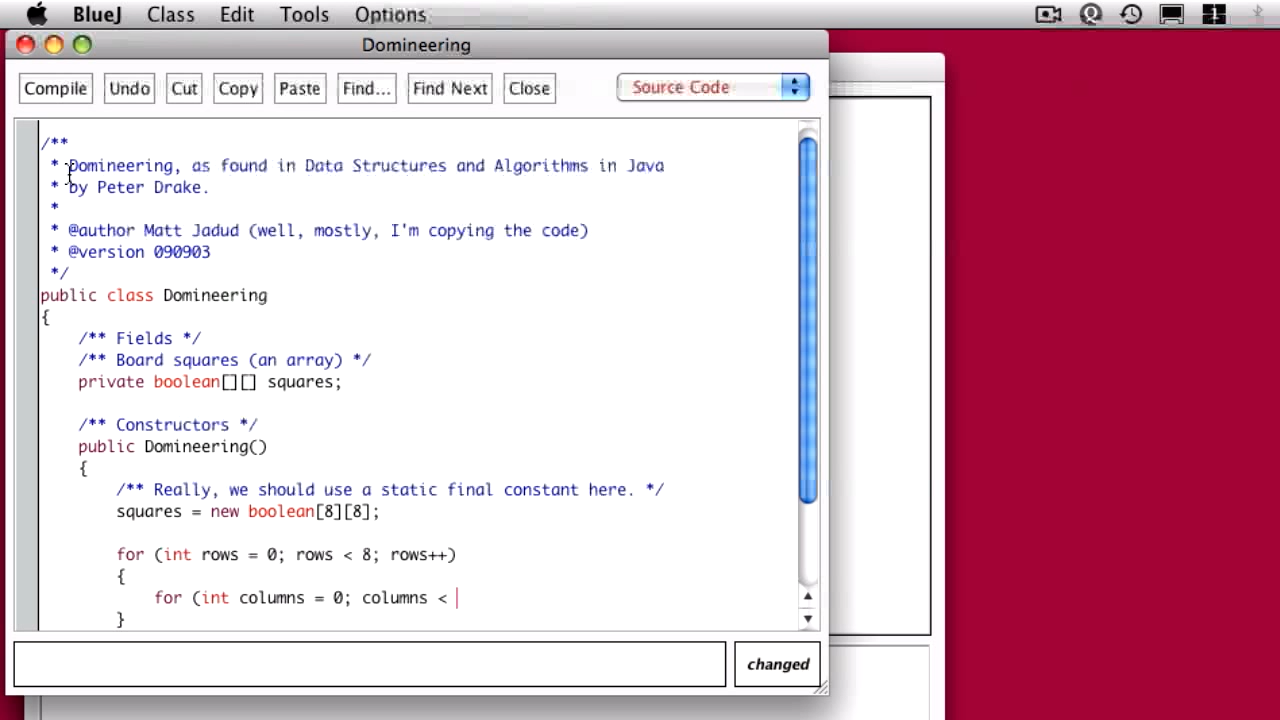 BlueJ Class Edit Tools Options 1
Domineering
Compile Undo Cut Copy Paste Find... Find Next Close Source Code
/**
* Domineering, as found in Data Structures and Algorithms in Java
* by Peter Drake.
*
* @author Matt Jadud (well, mostly, I'm copying the code)
* @version 090903
*/
public class Domineering
{
/** Fields */
/** Board squares (an array) */
private boolean[][] squares;
/** Constructors */
public Domineering()
{
/** Really, we should use a static final constant here. */
squares = new boolean[8][8];
for (int rows = 0; rows < 8; rows++)
{
for (int columns = 0; columns <
}
changed